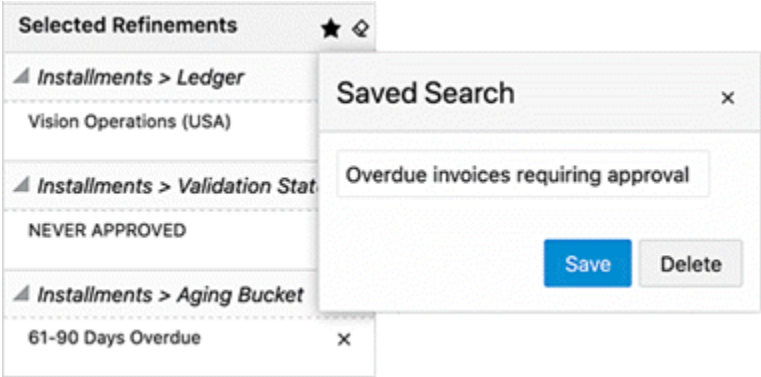 Selected Refinements
Installments > Ledger
Vision Operations (USA)
Installments > Validation Stat
NEVER APPROVED
Installments > Aging Bucket
61-90 Days Overdue
Saved Search
Overdue invoices requiring approval
Save
Delete